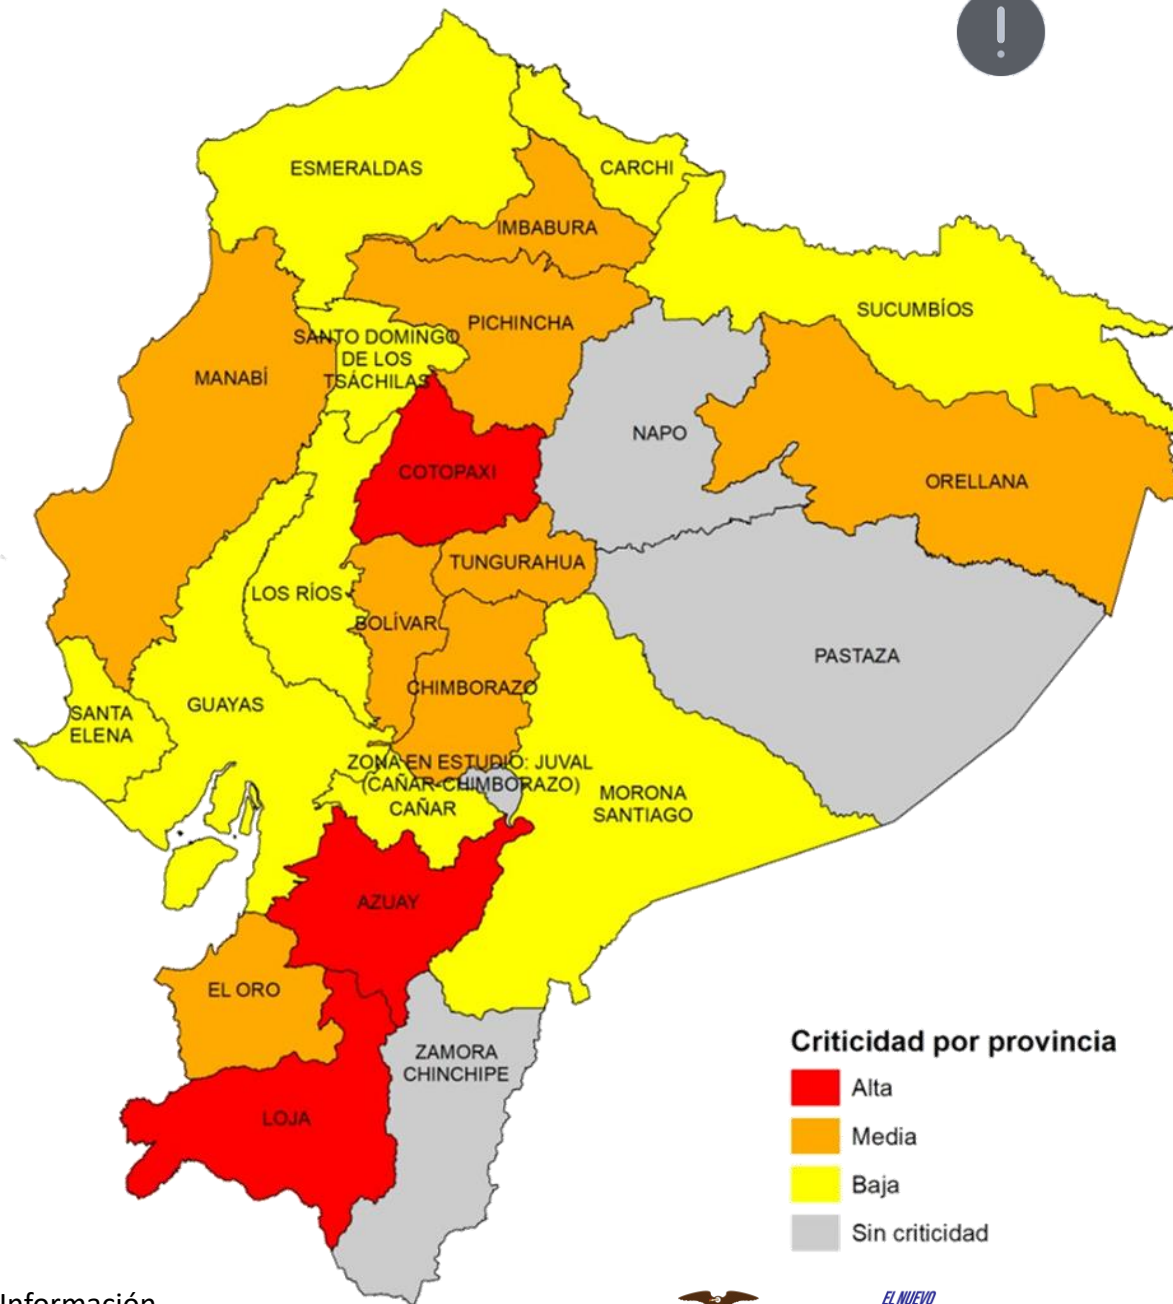 ESMERALDAS
CARCHI
IMBABURA
SUCUMBÍOS
PICHINCHA
SANTO DOMINGO
DE LOS
TSÁCHILAS
MANABÍ
NAPO
COTOPAXI
ORELLANA
TUNGURAHUA
LOS RÍOS
BOLÍVAR
PASTAZA
CHIMBORAZO
GUAYAS
SANTA
ELENA
ZONA EN ESTUDIO: JUVAL
(CAÑAR-CHIMBORAZO)
CAÑAR
MORONA
SANTIAGO
AZUAY
EL ORO
ZAMORA
CHINCHIPE
LOJA
Criticidad por provincia
Alta
Media
Baja
Sin criticidad
Información
EL NUEVO